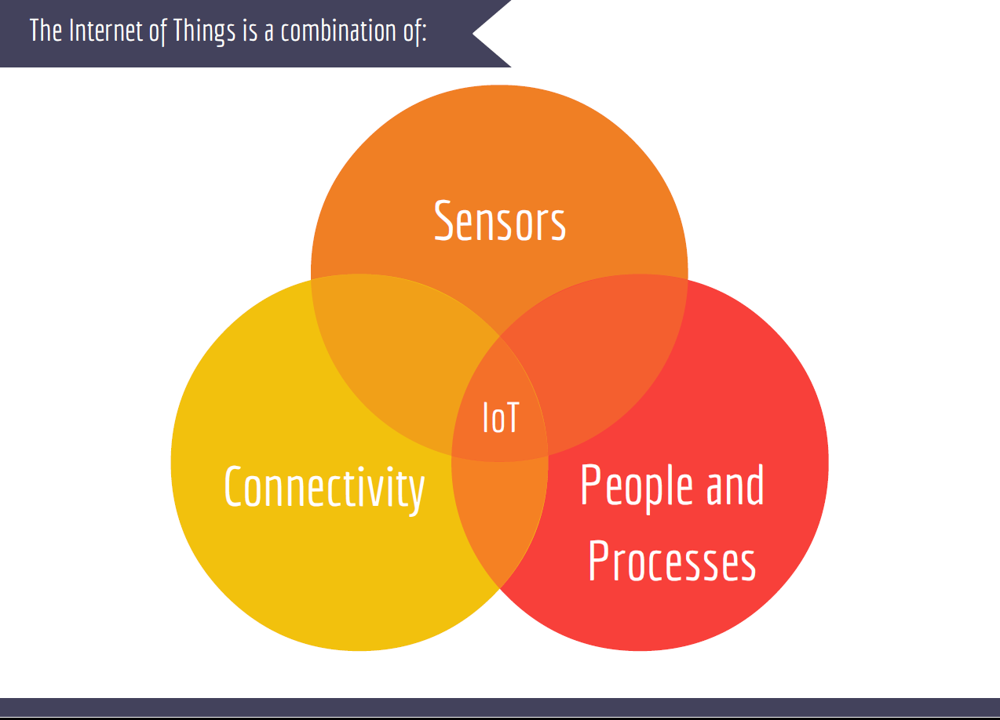 The Internet of Things is a combination of:
Sensors
IoT
Connectivity
People and
Processes